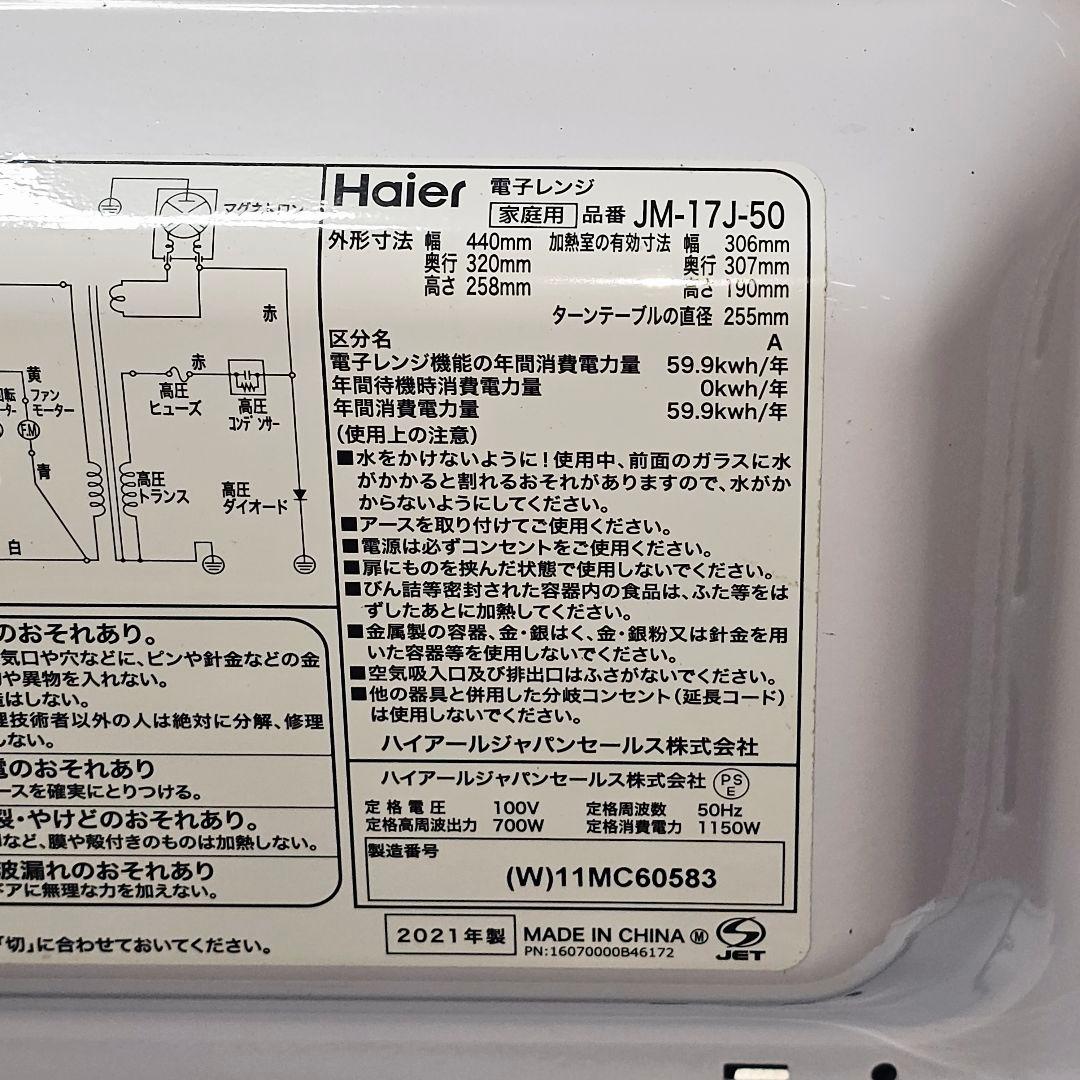 Haier 電子レンジ
家庭用 品番 JM-17J-50
外形寸法 幅 440mm 加熱室の有効寸法 幅 306mm
奥行 320mm 奥行 307mm
高さ 258mm 高さ 190mm
ターンテーブルの直径 255mm
区分名 A
電子レンジ機能の年間消費電力量 59.9kwh/年
年間待機時消費電力量 0kwh/年
年間消費電力量 59.9kwh/年
(使用上の注意)
■水をかけないように!使用中、前面のガラスに水
がかかると割れるおそれがありますので、水がか
からないようにしてください。
■アースを取り付けてご使用ください。
■電源は必ずコンセントをご使用ください。
■扉にものを挟んだ状態で使用しないでください。
■びん詰等密封された容器内の食品は、ふた等をは
ずしたあとに加熱してください。
■金属製の容器、金・銀はく、金・銀粉又は針金を用
いた容器等を使用しないでください。
■空気吸入口及び排出口はふさがないでください。
■他の器具と併用した分岐コンセント(延長コード)
は使用しないでください。
ハイアールジャパンセールス株式会社
ハイアールジャパンセールス株式会社 PSE
定格電圧 100V 定格周波数 50Hz
定格高周波出力 700W 定格消費電力 1150W
製造番号
(W)11MC60583
2021年製 MADE IN CHINA M JET
PN:16070000B46172
マグネトロン
赤
赤
高圧
ヒューズ
高圧
コンデンサー
黄
ファン
モーター
F.M
青
高圧
トランス
高圧
ダイオード
白
のおそれあり。
気口や穴などに、ピンや針金などの金
や異物を入れない。
はしない。
技術者以外の人は絶対に分解、修理
しない。
のおそれあり
ースを確実にとりつける。
・やけどのおそれあり。
など、膜や殻付きのものは加熱しない。
波漏れのおそれあり
ドアに無理な力を加えない。
「切」に合わせておいてください。